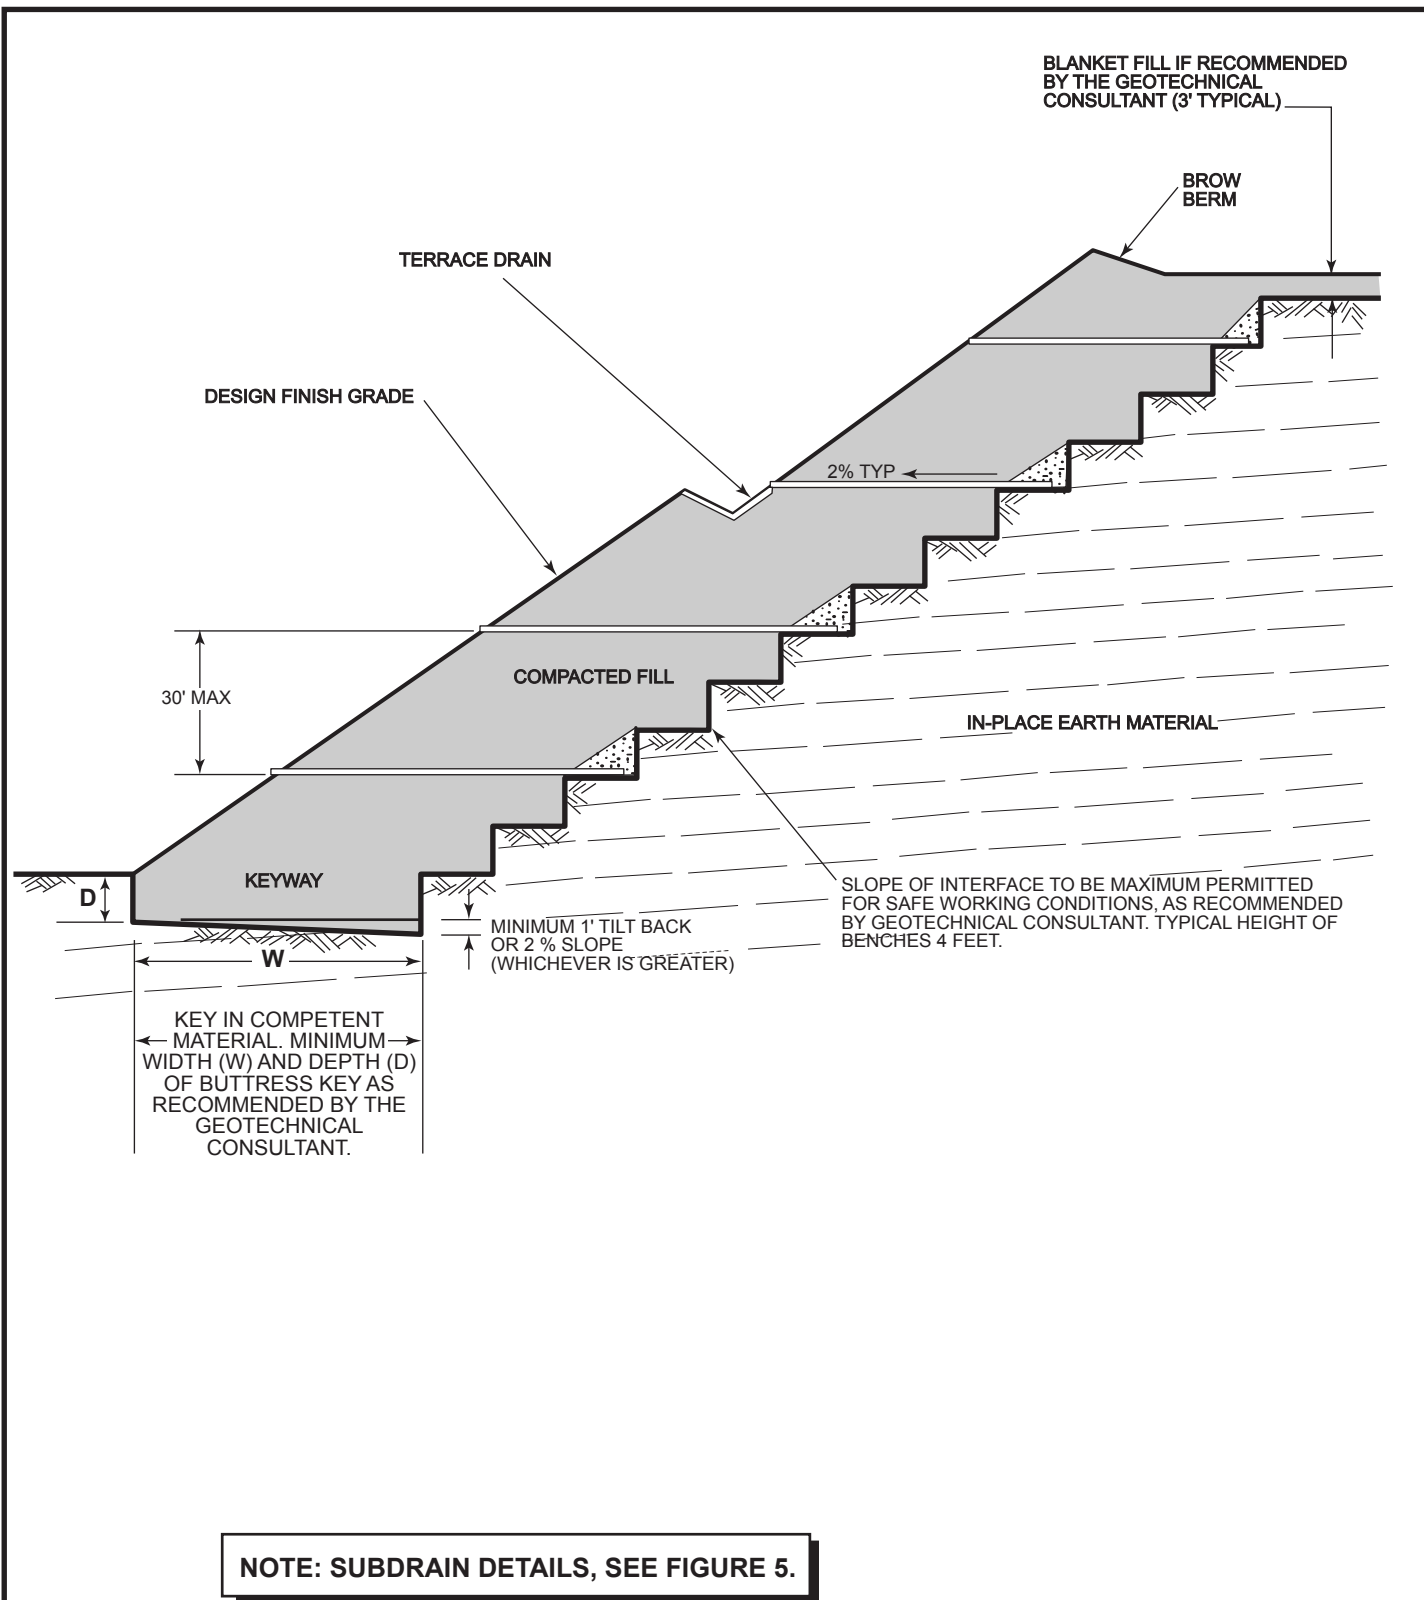 BLANKET FILL IF RECOMMENDED
BY THE GEOTECHNICAL
CONSULTANT (3' TYPICAL)
BROW
BERM
TERRACE DRAIN
DESIGN FINISH GRADE
2% TYP
30' MAX
COMPACTED FILL
IN-PLACE EARTH MATERIAL
KEYWAY
D
SLOPE OF INTERFACE TO BE MAXIMUM PERMITTED
FOR SAFE WORKING CONDITIONS, AS RECOMMENDED
BY GEOTECHNICAL CONSULTANT. TYPICAL HEIGHT OF
BENCHES 4 FEET.
MINIMUM 1' TILT BACK
OR 2 % SLOPE
(WHICHEVER IS GREATER)
W
KEY IN COMPETENT
MATERIAL. MINIMUM
WIDTH (W) AND DEPTH (D)
OF BUTTRESS KEY AS
RECOMMENDED BY THE
GEOTECHNICAL
CONSULTANT.
NOTE: SUBDRAIN DETAILS, SEE FIGURE 5.